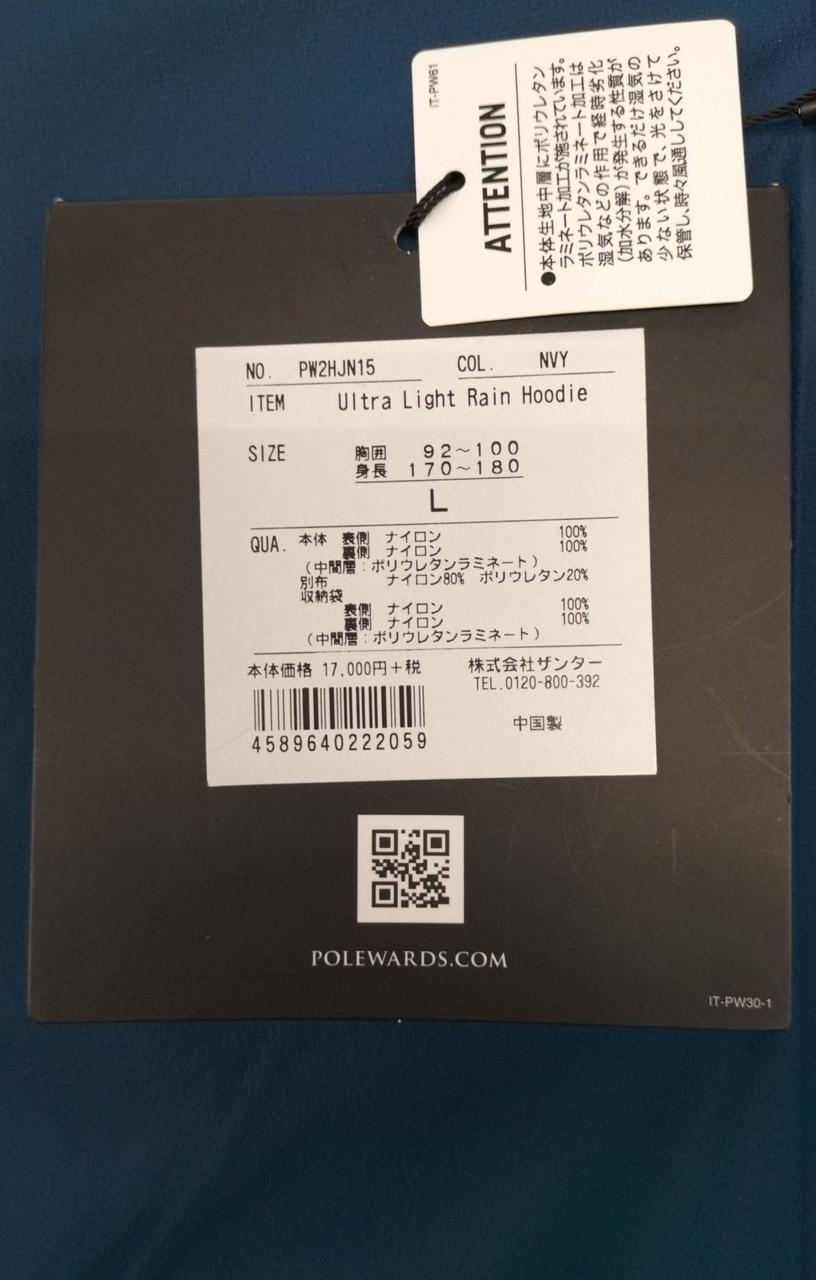 IT-PW61
ATTENTION
●本体生地中層にポリウレタン
ラミネート加工が施されています。
ポリウレタンラミネート加工は
湿気などの作用で経時劣化
(加水分解)が発生する性質が
あります。できるだけ湿気の
少ない状態で、光をさけて
保管し、時々風通ししてください。
NO. PW2HJN15 COL. NVY
ITEM Ultra Light Rain Hoodie
SIZE 胸囲 92～100
身長 170～180
L
QUA. 本体 表側 ナイロン 100%
裏側 ナイロン 100%
(中間層:ポリウレタンラミネート)
別布 ナイロン80% ポリウレタン20%
収納袋
表側 ナイロン 100%
裏側 ナイロン 100%
(中間層:ポリウレタンラミネート)
本体価格 17,000円+税 株式会社ザンター
TEL.0120-800-392
中国製
4589640222059
POLEWARDS.COM
IT-PW30-1